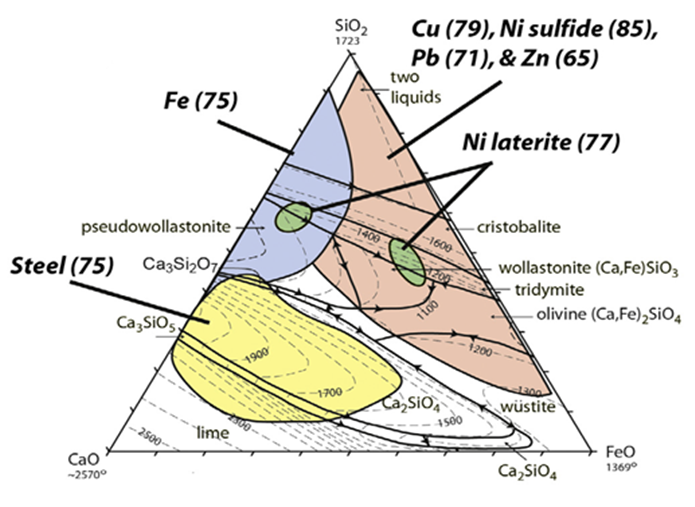 SiO2
1723
Cu (79), Ni sulfide (85),
Pb (71), & Zn (65)
two
liquids
Fe (75)
Ni laterite (77)
pseudowollastonite
cristobalite
1400
1600
Ca3Si2O7
1200
wollastonite (Ca,Fe)SiO3
Steel (75)
tridymite
1100
olivine (Ca,Fe)2SiO4
Ca3SiO5
1200
1900
1700
1300
Ca2SiO4
wüstite
1500
2300
lime
2500
CaO
~2570°
FeO
1369°
Ca2SiO4